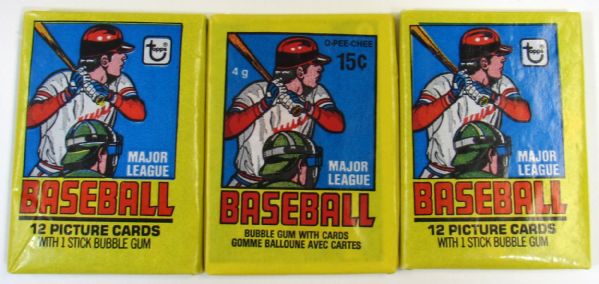 topps
MAJOR
LEAGUE
BASEBALL
12 PICTURE CARDS
WITH 1 STICK BUBBLE GUM
O-PEE-CHEE
15¢
4 g
MAJOR
LEAGUE
BASEBALL
BUBBLE GUM WITH CARDS
GOMME BALLOUNE AVEC CARTES
topps
MAJOR
LEAGUE
BASEBALL
12 PICTURE CARDS
WITH 1 STICK BUBBLE GUM